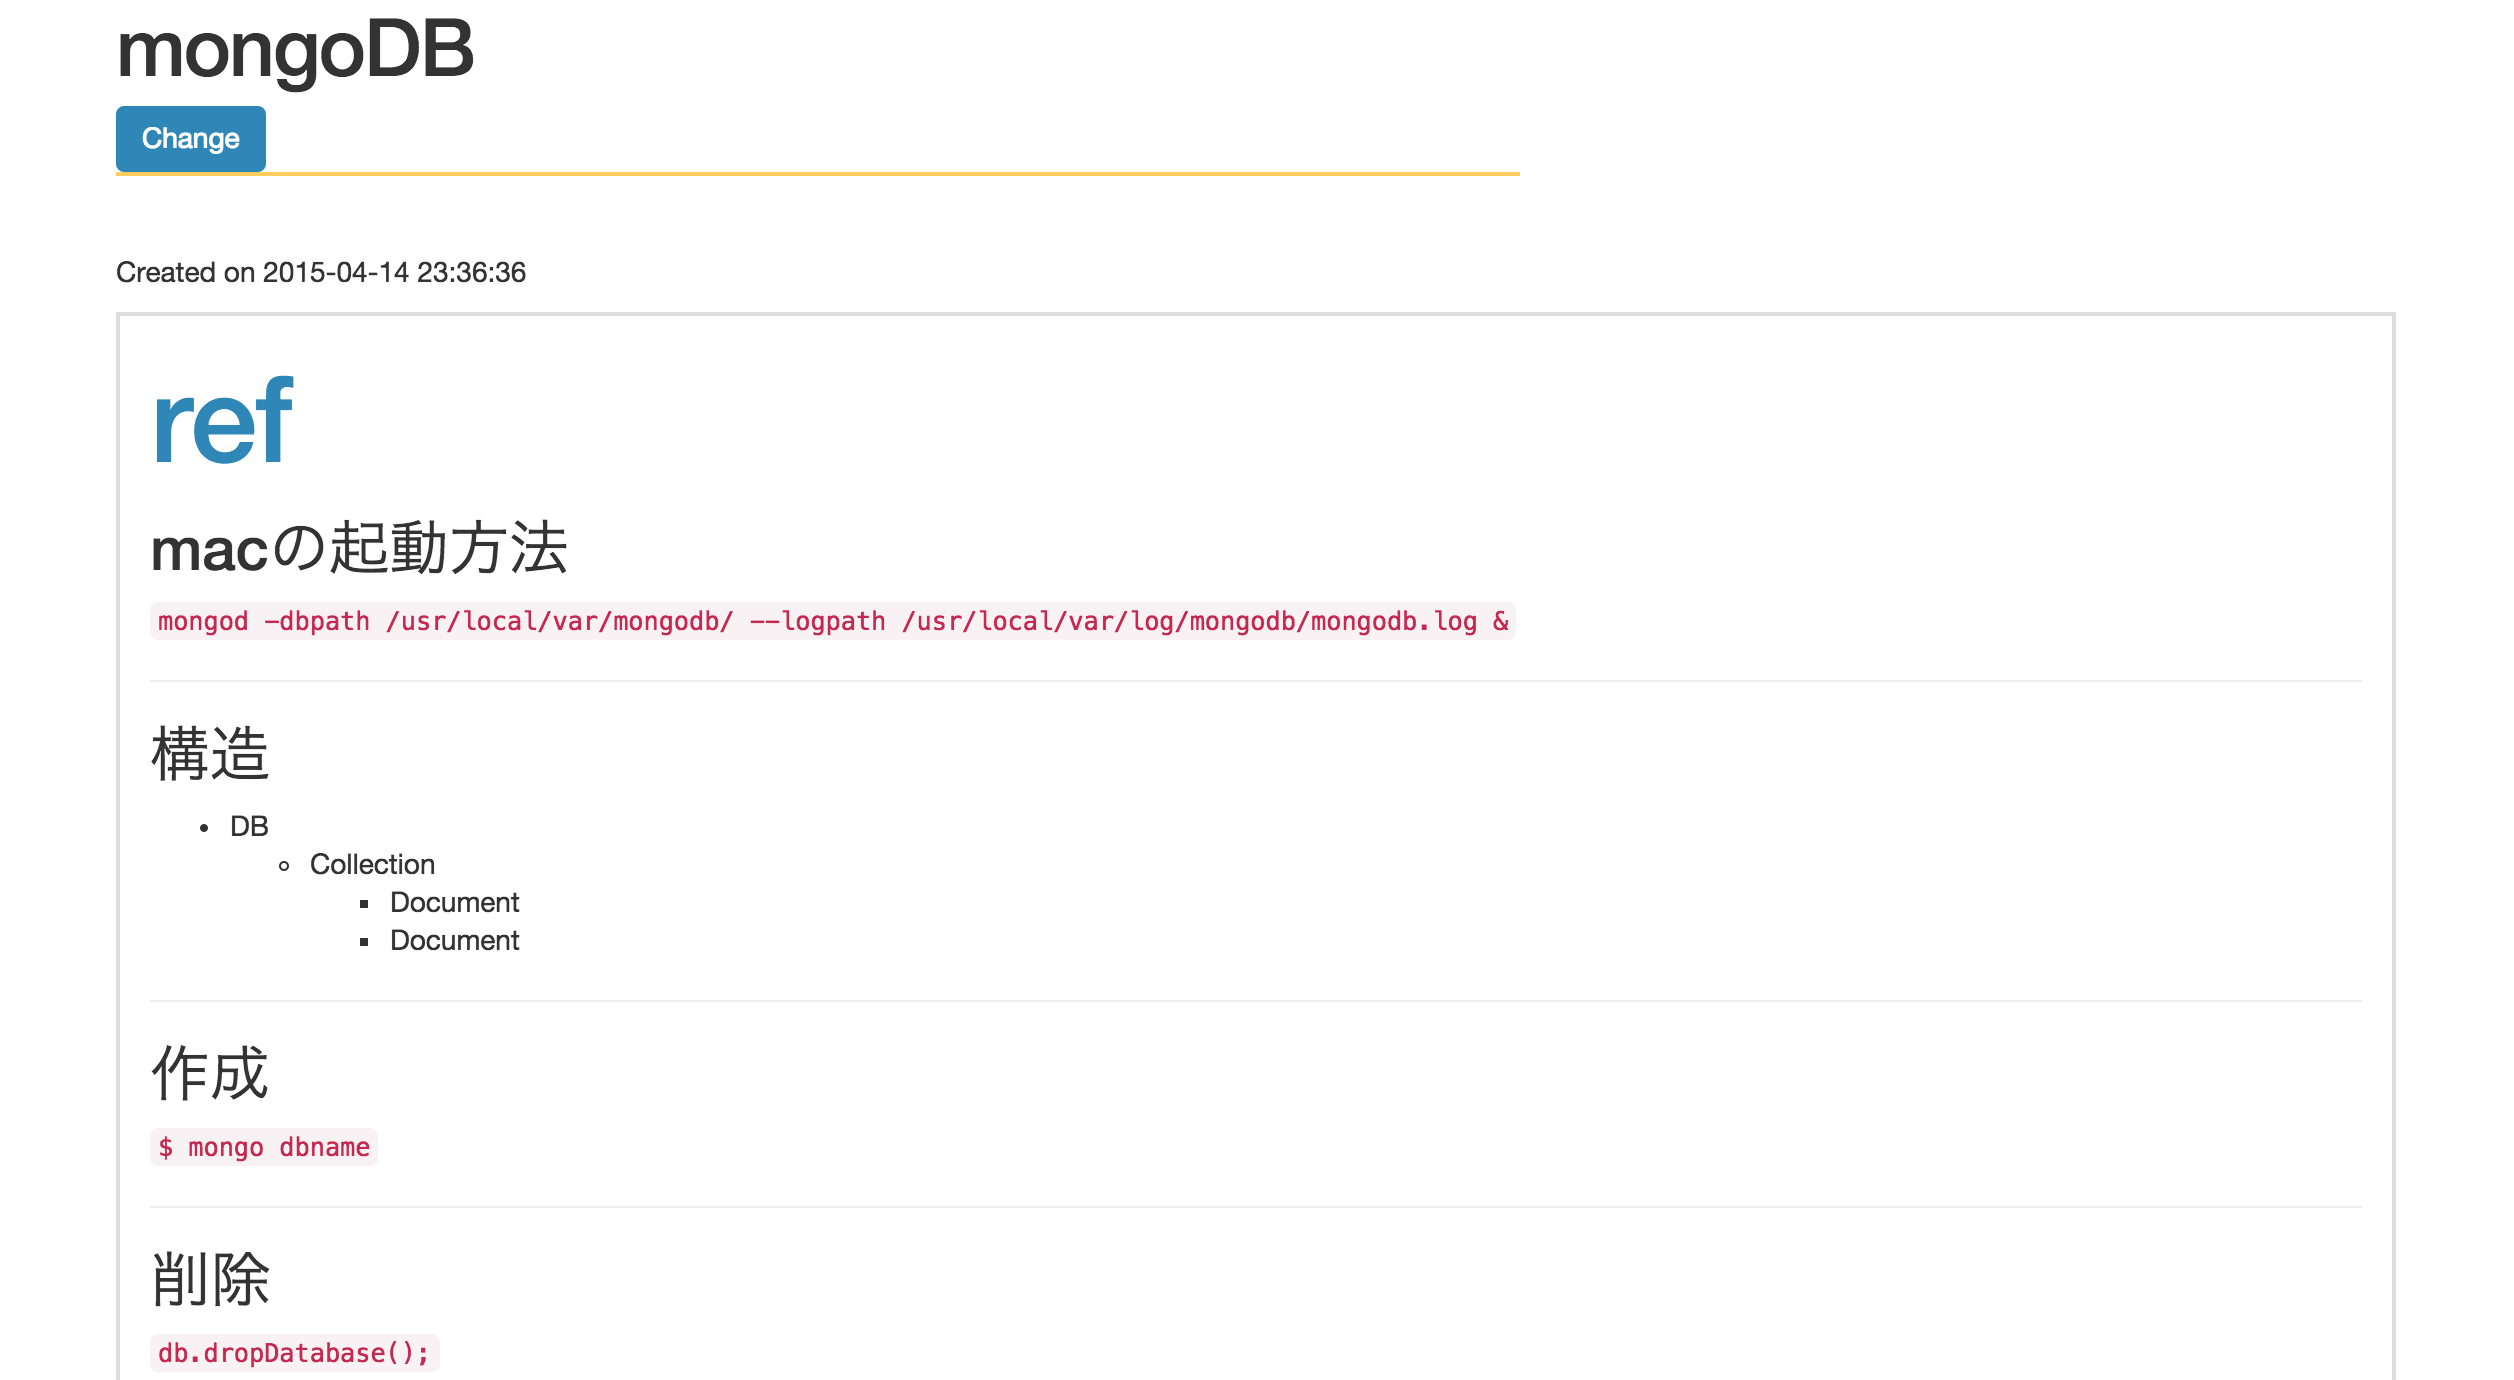 mongoDB
Change
Created on 2015-04-14 23:36:36
ref
macの起動方法
mongod -dbpath /usr/local/var/mongodb/ --logpath /usr/local/var/log/mongodb/mongodb.log &
構造
DB
Collection
Document
Document
作成
$ mongo dbname
削除
db.dropDatabase();